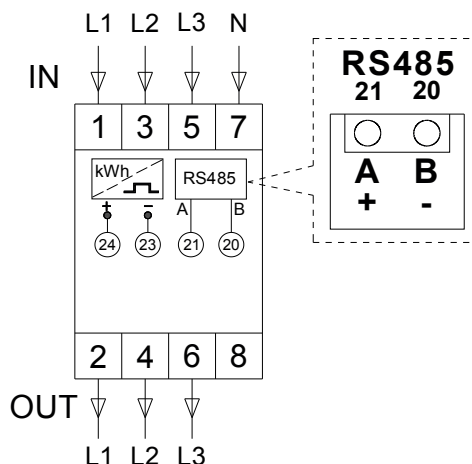 L1 L2 L3 N
IN
1 3 5 7
kWh
RS485
+ - A B
24 23 21 20
2 4 6 8
OUT
L1 L2 L3
RS485
21 20
A B
+ -